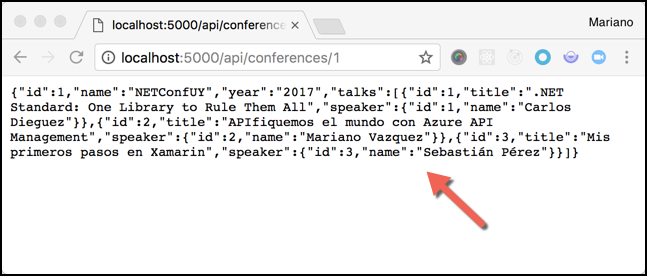 localhost:5000/api/conferenc
Mariano
localhost:5000/api/conferences/1
{"id":1,"name":"NETConfUY","year":"2017","talks":[{"id":1,"title":".NET
Standard: One Library to Rule Them All","speaker":{"id":1,"name":"Carlos
Dieguez"}},{"id":2,"title":"APIfiquemos el mundo con Azure API
Management","speaker":{"id":2,"name":"Mariano Vazquez"}},{"id":3,"title":"Mis
primeros pasos en Xamarin","speaker":{"id":3,"name":"Sebastián Pérez"}}]}